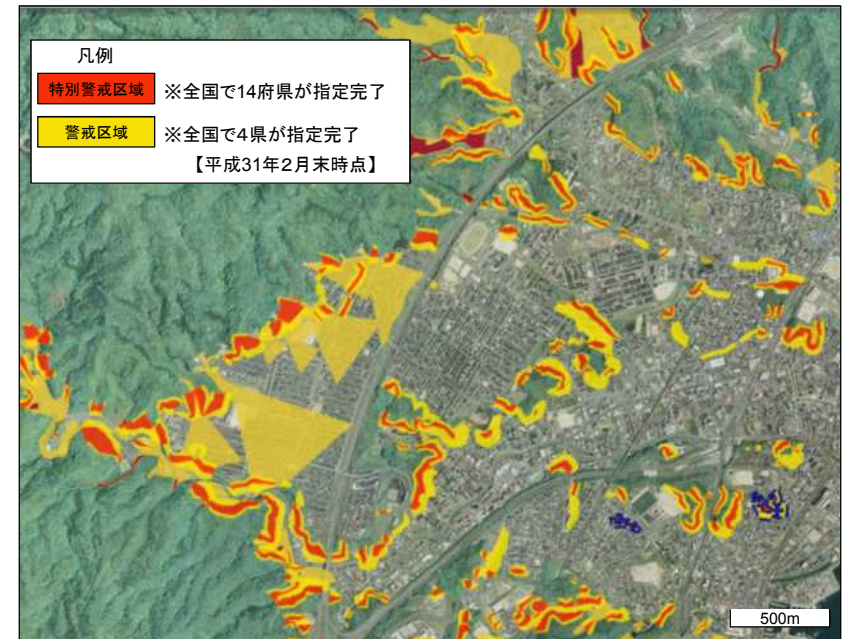 凡例
特別警戒区域 ※全国で14府県が指定完了
警戒区域 ※全国で4県が指定完了
【平成31年2月末時点】
500m